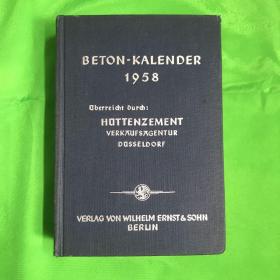 BETON-KALENDER
1958
überreicht durch:
HÜTTENZEMENT
VERKAUFSAGENTUR
DÜSSELDORF
VERLAG VON WILHELM ERNST & SOHN
BERLIN